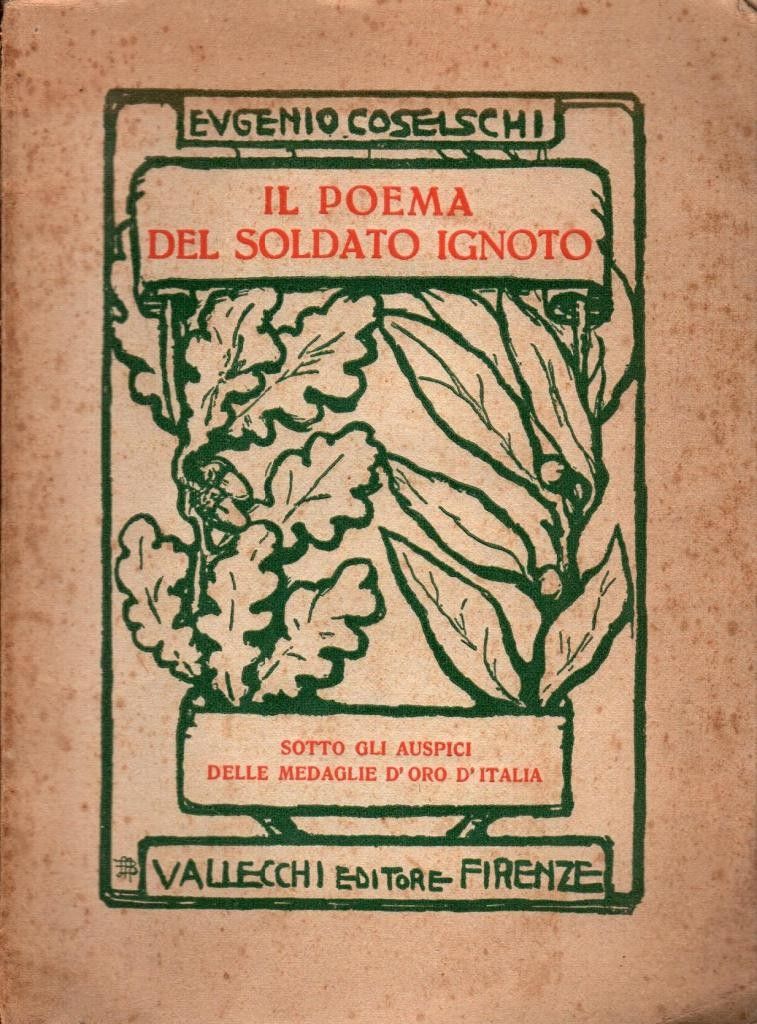 EVGENIO COSELSCHI
IL POEMA
DEL SOLDATO IGNOTO
SOTTO GLI AUSPICI
DELLE MEDAGLIE D'ORO D'ITALIA
VALLECCHI EDITORE FIRENZE